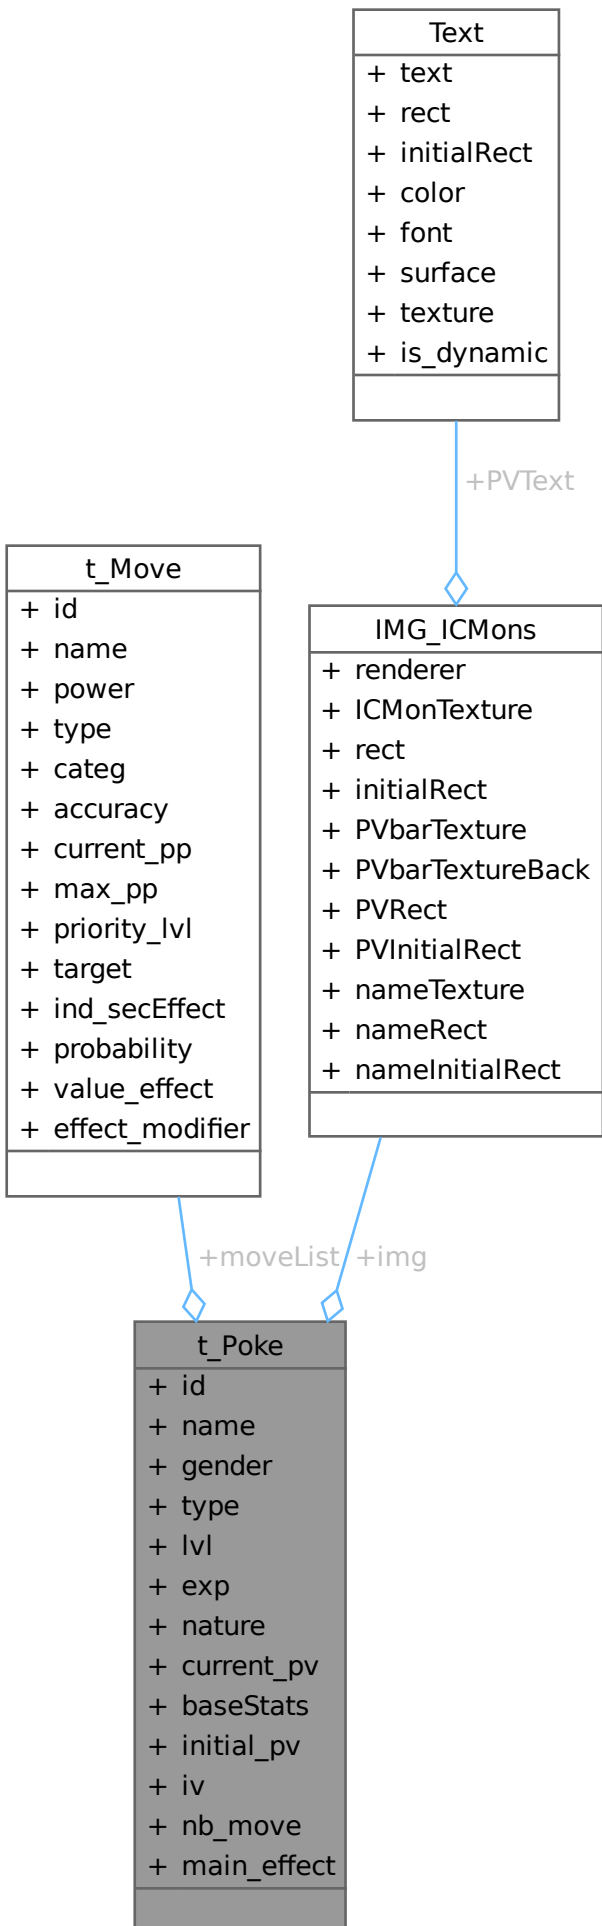 Text
+ text
+ rect
+ initialRect
+ color
+ font
+ surface
+ texture
+ is_dynamic
+PVText
t_Move
+ id
+ name
+ power
+ type
+ categ
+ accuracy
+ current_pp
+ max_pp
+ priority_lvl
+ target
+ ind_secEffect
+ probability
+ value_effect
+ effect_modifier
IMG_ICMons
+ renderer
+ ICMonTexture
+ rect
+ initialRect
+ PVbarTexture
+ PVbarTextureBack
+ PVRect
+ PVInitialRect
+ nameTexture
+ nameRect
+ nameInitialRect
+moveList
+img
t_Poke
+ id
+ name
+ gender
+ type
+ lvl
+ exp
+ nature
+ current_pv
+ baseStats
+ initial_pv
+ iv
+ nb_move
+ main_effect